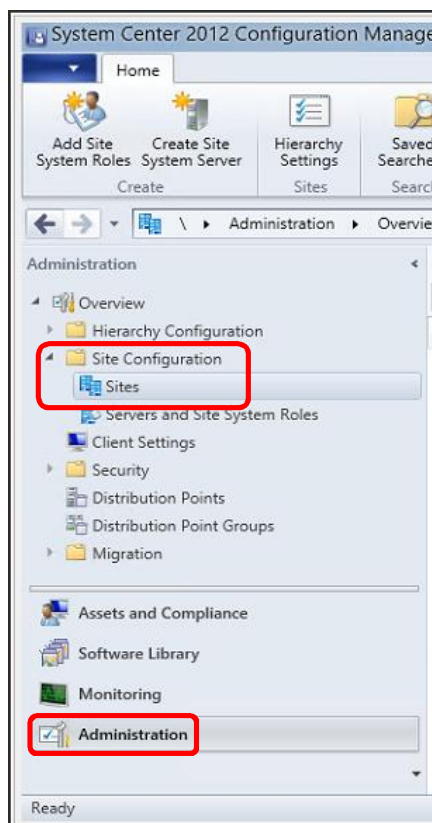 System Center 2012 Configuration Manage
Home
Add Site
System Roles
Create Site
System Server
Hierarchy
Settings
Saved
Searche
Create
Sites
Searc
\ Administration Overvie
Administration
Overview
Hierarchy Configuration
Site Configuration
Sites
Servers and Site System Roles
Client Settings
Security
Distribution Points
Distribution Point Groups
Migration
Assets and Compliance
Software Library
Monitoring
Administration
Ready